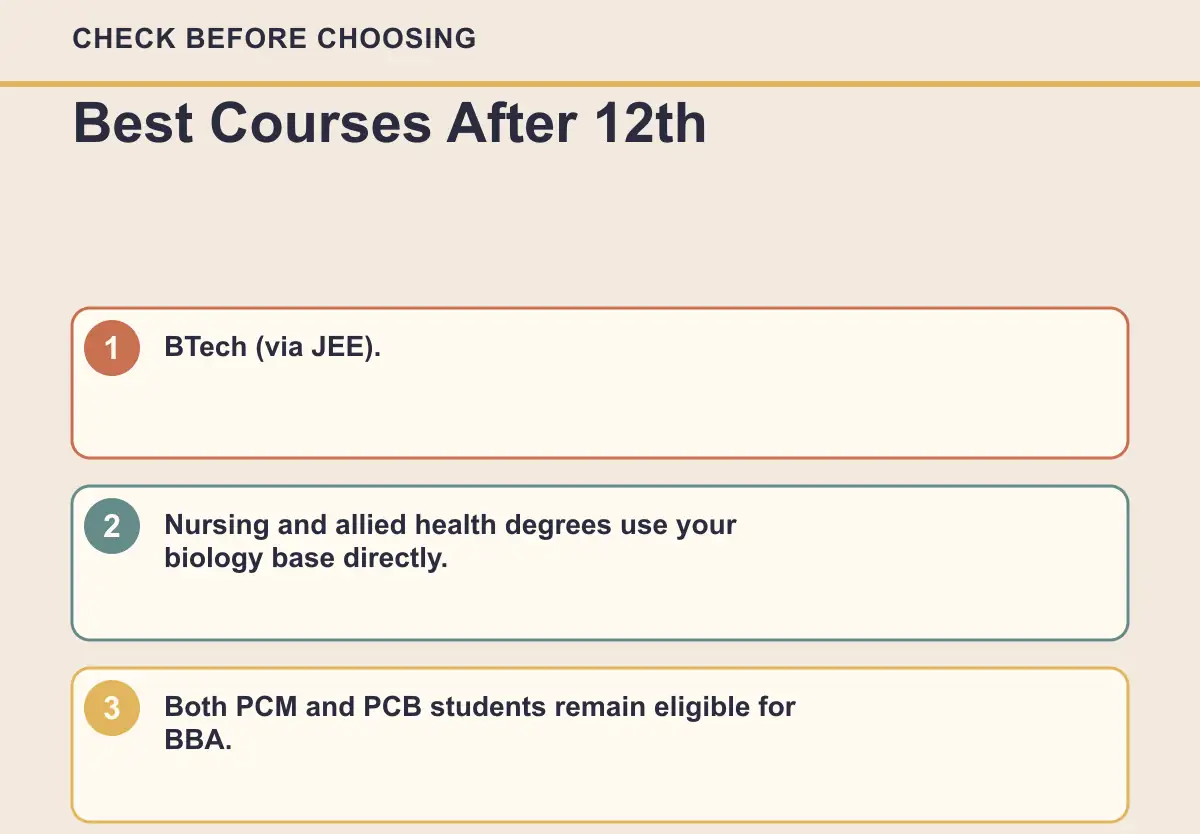 CHECK BEFORE CHOOSING
Best Courses After 12th
1
BTech (via JEE).
2
Nursing and allied health degrees use your
biology base directly.
3
Both PCM and PCB students remain eligible for
BBA.